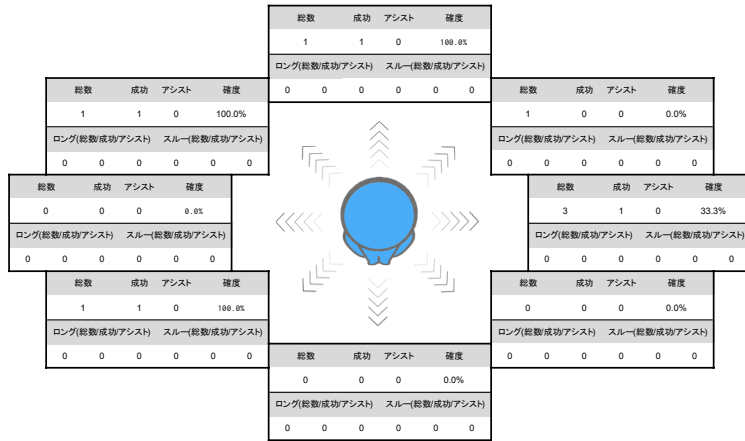 総数 成功 アシスト 確度
1 1 0 100.0%
ロング(総数/成功/アシスト) スルー(総数/成功/アシスト)
0 0 0 0 0 0
総数 成功 アシスト 確度
1 1 0 100.0%
ロング(総数/成功/アシスト) スルー(総数/成功/アシスト)
0 0 0 0 0 0
総数 成功 アシスト 確度
1 0 0 0.0%
ロング(総数/成功/アシスト) スルー(総数/成功/アシスト)
0 0 0 0 0 0
総数 成功 アシスト 確度
0 0 0 0.0%
ロング(総数/成功/アシスト) スルー(総数/成功/アシスト)
0 0 0 0 0 0
総数 成功 アシスト 確度
3 1 0 33.3%
ロング(総数/成功/アシスト) スルー(総数/成功/アシスト)
0 0 0 0 0 0
総数 成功 アシスト 確度
1 1 0 100.0%
ロング(総数/成功/アシスト) スルー(総数/成功/アシスト)
0 0 0 0 0 0
総数 成功 アシスト 確度
0 0 0 0.0%
ロング(総数/成功/アシスト) スルー(総数/成功/アシスト)
0 0 0 0 0 0
総数 成功 アシスト 確度
0 0 0 0.0%
ロング(総数/成功/アシスト) スルー(総数/成功/アシスト)
0 0 0 0 0 0